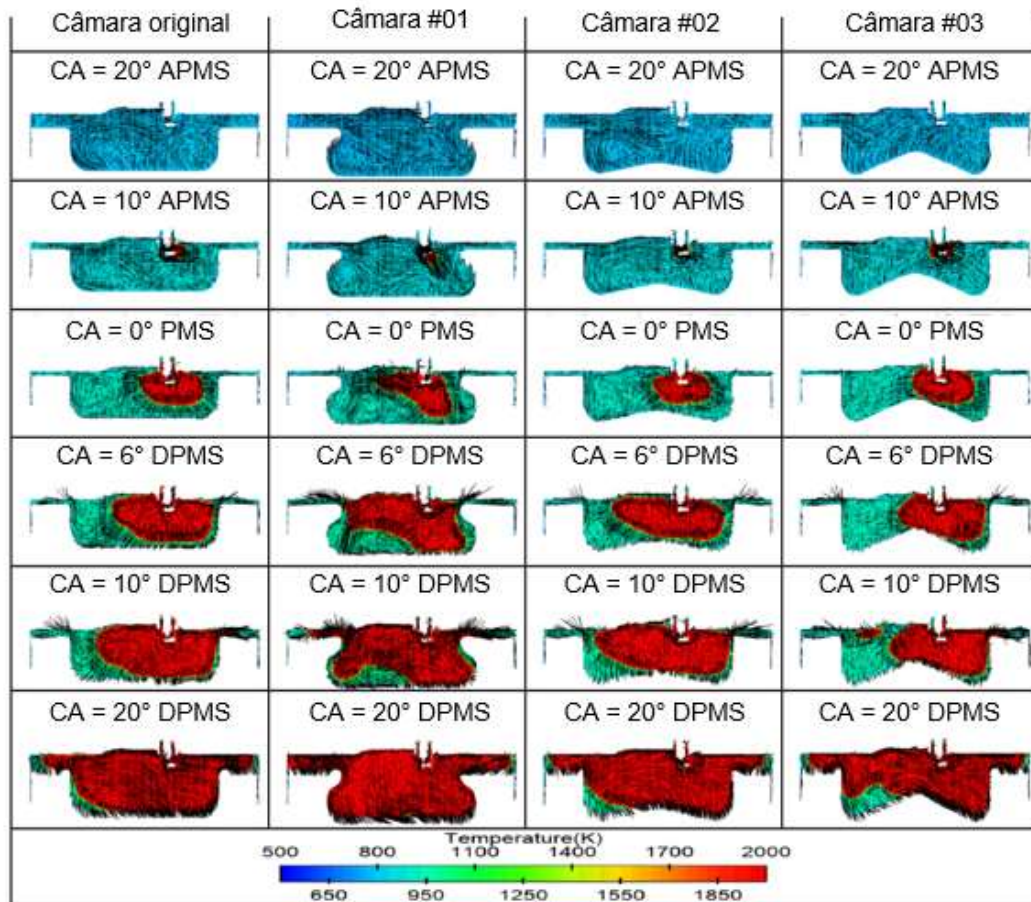 Câmara original Câmara #01 Câmara #02 Câmara #03
CA = 20° APMS CA = 20° APMS CA = 20° APMS CA = 20° APMS
CA = 10° APMS CA = 10° APMS CA = 10° APMS CA = 10° APMS
CA = 0° PMS CA = 0° PMS CA = 0° PMS CA = 0° PMS
CA = 6° DPMS CA = 6° DPMS CA = 6° DPMS CA = 6° DPMS
CA = 10° DPMS CA = 10° DPMS CA = 10° DPMS CA = 10° DPMS
CA = 20° DPMS CA = 20° DPMS CA = 20° DPMS CA = 20° DPMS
Temperature(K)
500 800 1100 1400 1700 2000
650 950 1250 1550 1850